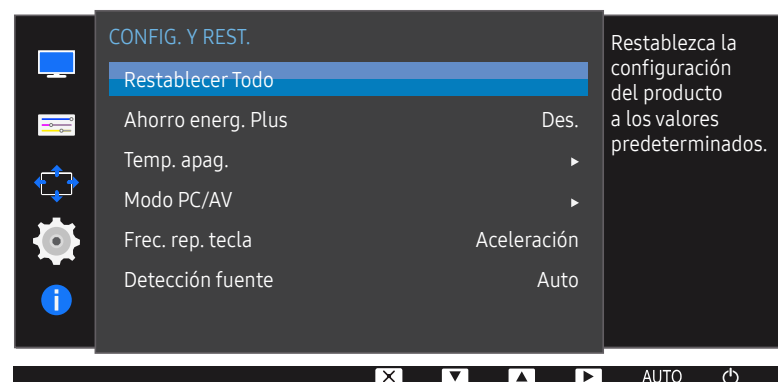 CONFIG. Y REST.
Restablecer Todo
Ahorro energ. Plus Des.
Temp. apag.
Modo PC/AV
Frec. rep. tecla Aceleración
Detección fuente Auto
Restablezca la
configuración
del producto
a los valores
predeterminados.
AUTO